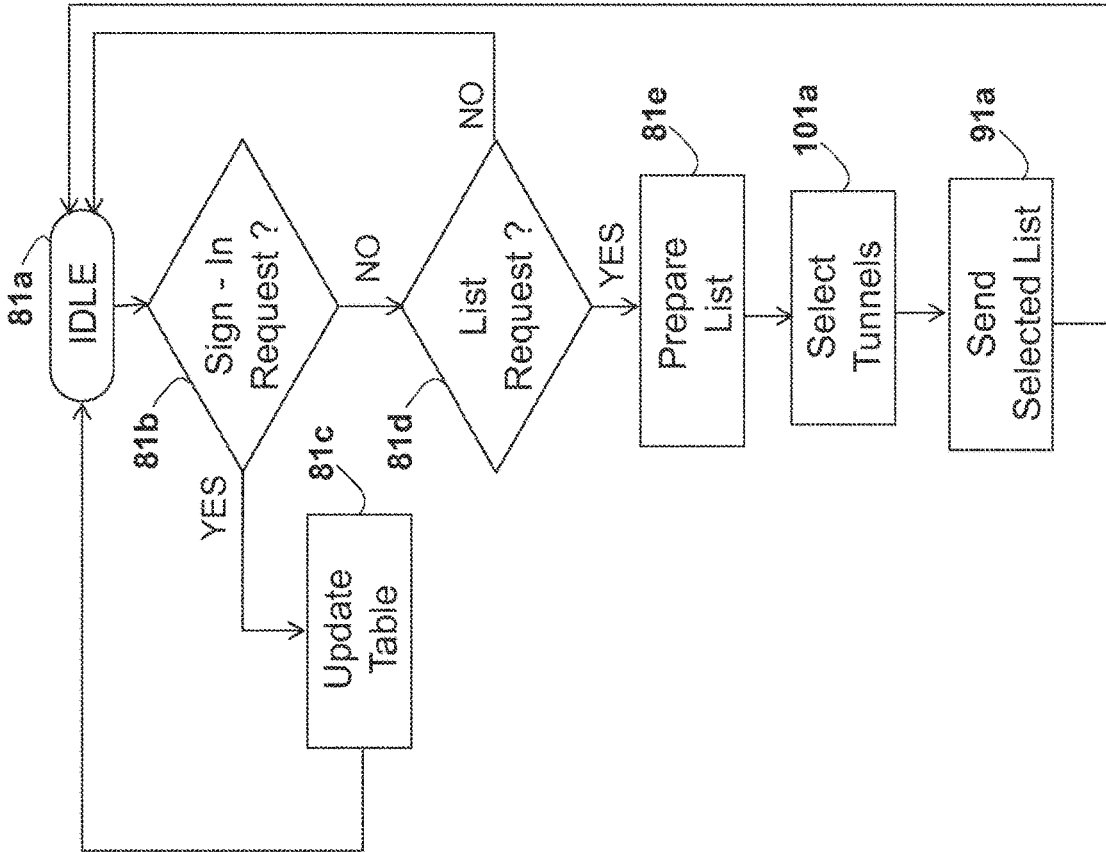 81a
IDLE
81b
Sign - In
Request ?
YES
NO
81c
Update
Table
81d
List
Request ?
NO
YES
81e
Prepare
List
101a
Select
Tunnels
91a
Send
Selected List